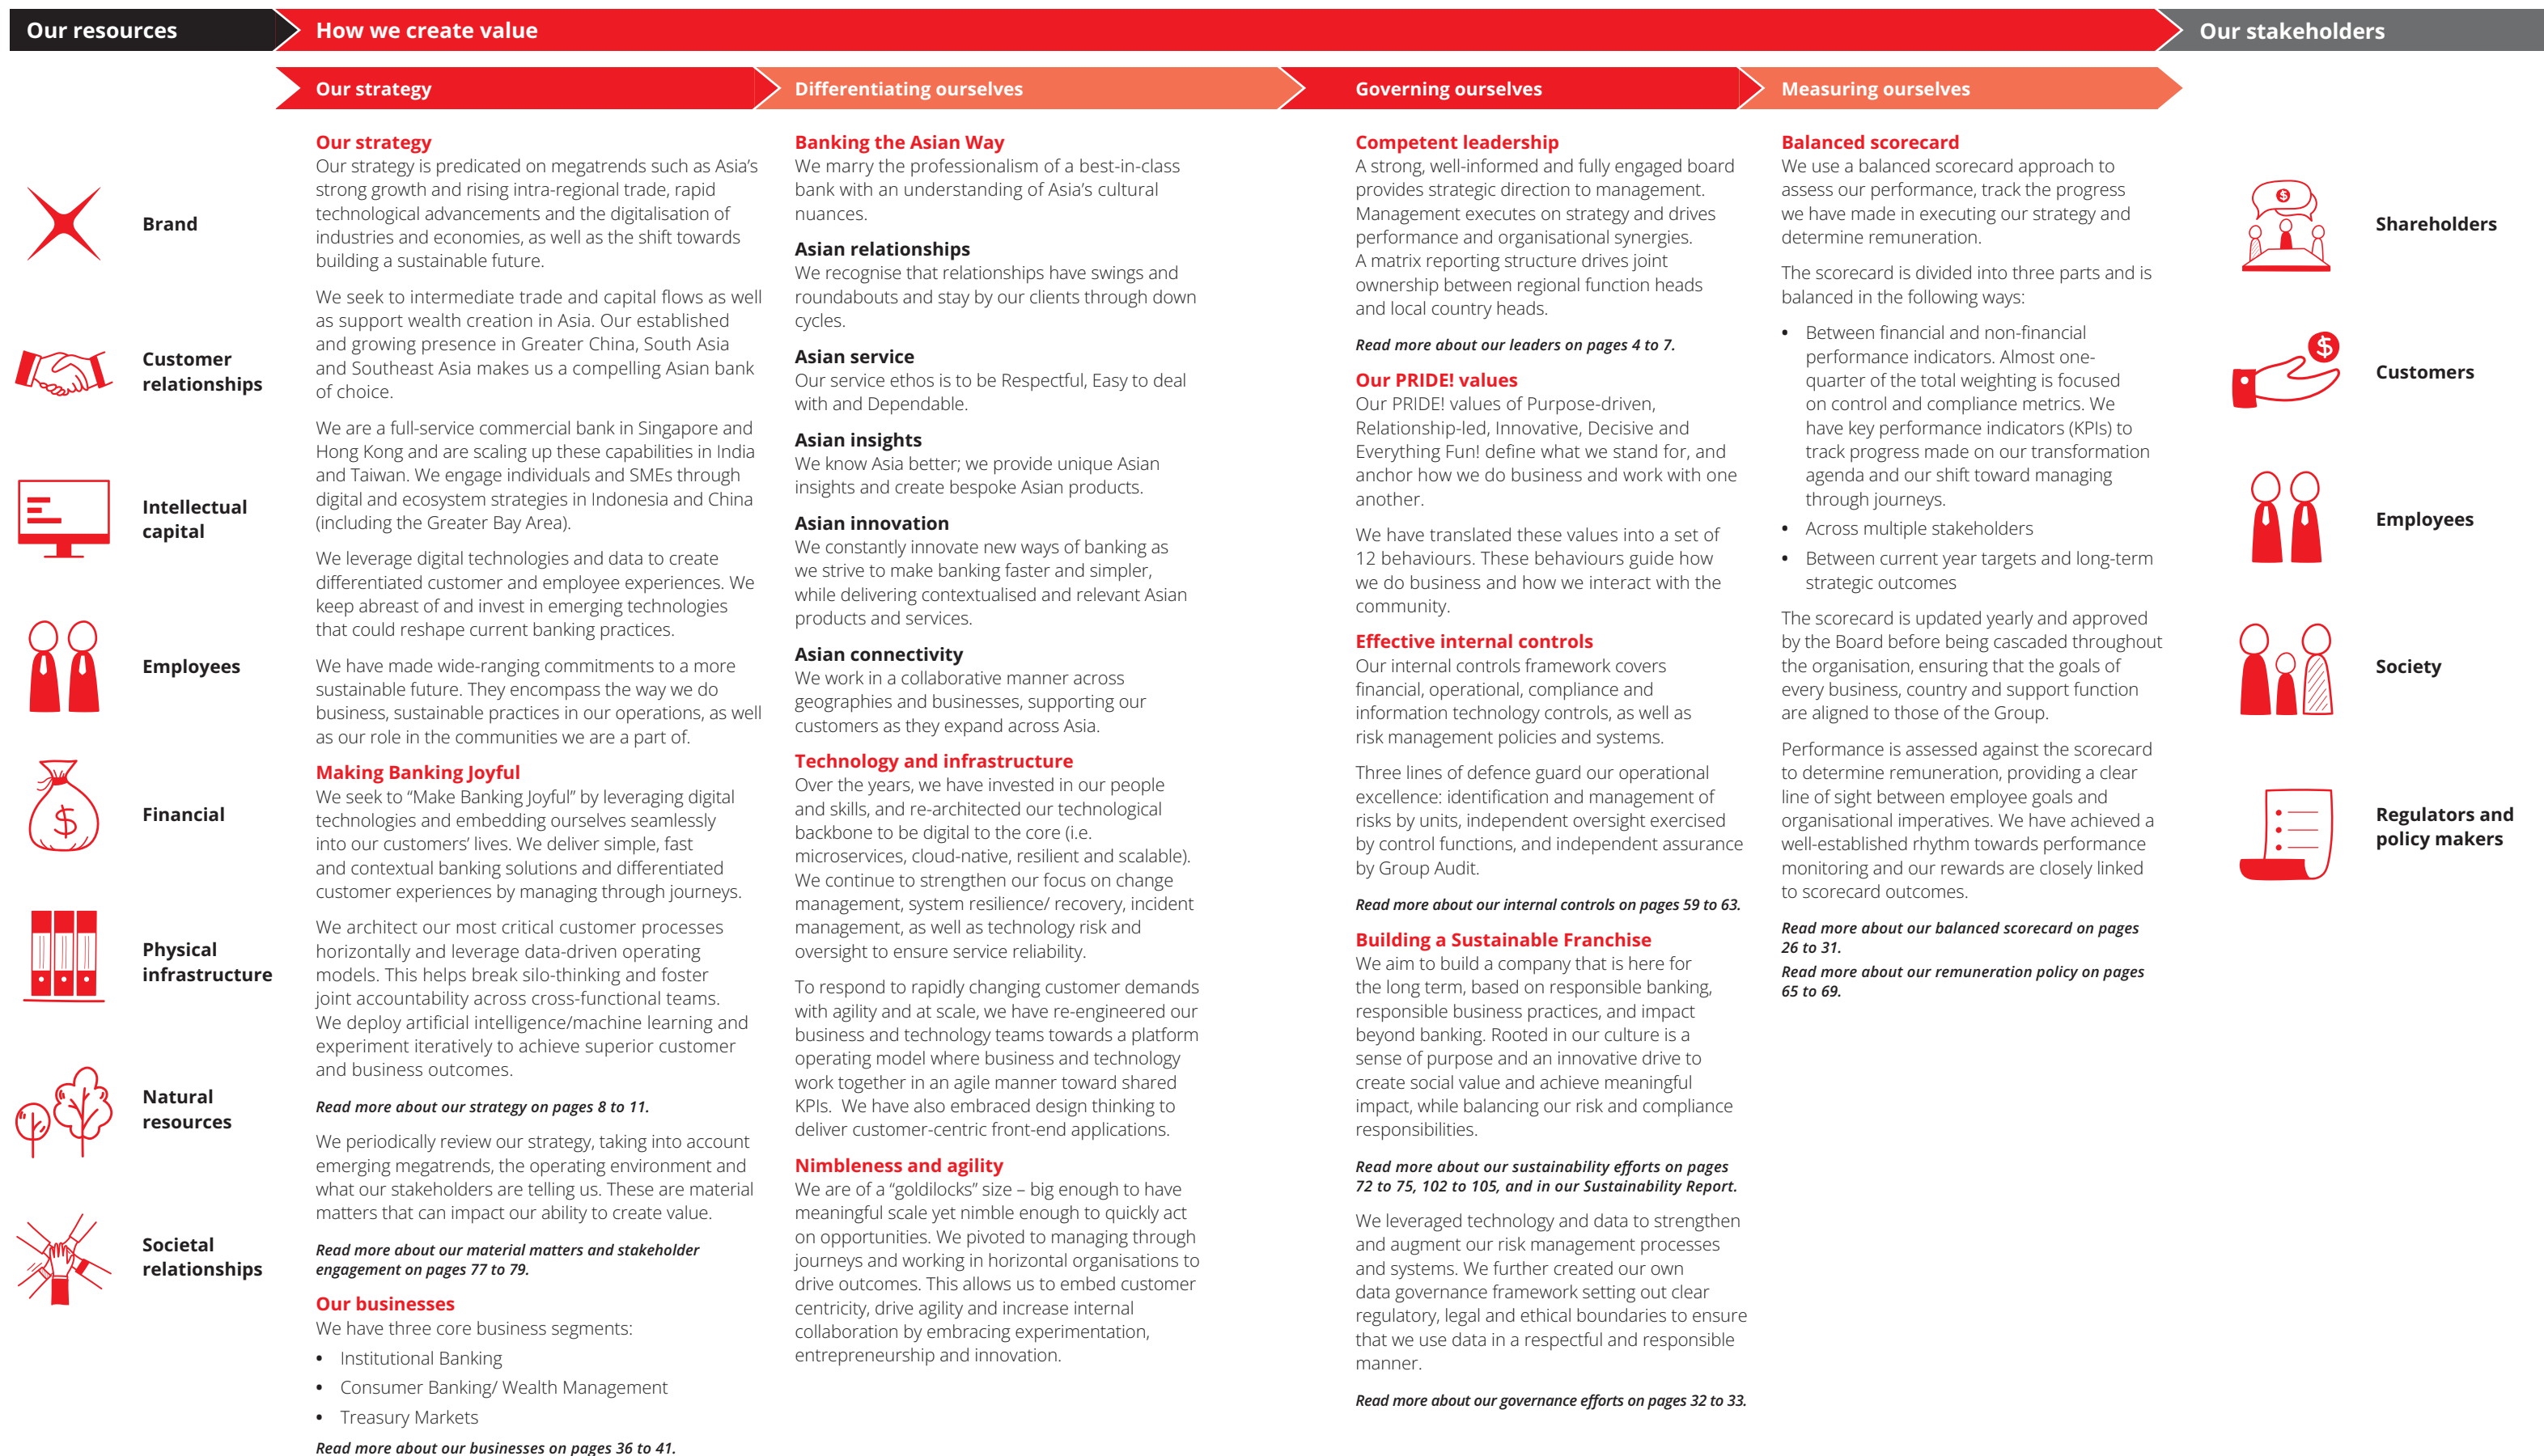 Our resources
How we create value
Our stakeholders
Our strategy
Differentiating ourselves
Governing ourselves
Measuring ourselves
Brand
Customer
relationships
Intellectual
capital
Employees
Financial
Physical
infrastructure
Natural
resources
Societal
relationships
Our strategy
Our strategy is predicated on megatrends such as Asia’s
strong growth and rising intra-regional trade, rapid
technological advancements and the digitalisation of
industries and economies, as well as the shift towards
building a sustainable future.
We seek to intermediate trade and capital flows as well
as support wealth creation in Asia. Our established
and growing presence in Greater China, South Asia
and Southeast Asia makes us a compelling Asian bank
of choice.
We are a full-service commercial bank in Singapore and
Hong Kong and are scaling up these capabilities in India
and Taiwan. We engage individuals and SMEs through
digital and ecosystem strategies in Indonesia and China
(including the Greater Bay Area).
We leverage digital technologies and data to create
differentiated customer and employee experiences. We
keep abreast of and invest in emerging technologies
that could reshape current banking practices.
We have made wide-ranging commitments to a more
sustainable future. They encompass the way we do
business, sustainable practices in our operations, as well
as our role in the communities we are a part of.
Making Banking Joyful
We seek to “Make Banking Joyful” by leveraging digital
technologies and embedding ourselves seamlessly
into our customers’ lives. We deliver simple, fast
and contextual banking solutions and differentiated
customer experiences by managing through journeys.
We architect our most critical customer processes
horizontally and leverage data-driven operating
models. This helps break silo-thinking and foster
joint accountability across cross-functional teams.
We deploy artificial intelligence/machine learning and
experiment iteratively to achieve superior customer
and business outcomes.
Read more about our strategy on pages 8 to 11.
We periodically review our strategy, taking into account
emerging megatrends, the operating environment and
what our stakeholders are telling us. These are material
matters that can impact our ability to create value.
Read more about our material matters and stakeholder
engagement on pages 77 to 79.
Our businesses
We have three core business segments:
• Institutional Banking
• Consumer Banking/ Wealth Management
• Treasury Markets
Read more about our businesses on pages 36 to 41.
Banking the Asian Way
We marry the professionalism of a best-in-class
bank with an understanding of Asia’s cultural
nuances.
Asian relationships
We recognise that relationships have swings and
roundabouts and stay by our clients through down
cycles.
Asian service
Our service ethos is to be Respectful, Easy to deal
with and Dependable.
Asian insights
We know Asia better; we provide unique Asian
insights and create bespoke Asian products.
Asian innovation
We constantly innovate new ways of banking as
we strive to make banking faster and simpler,
while delivering contextualised and relevant Asian
products and services.
Asian connectivity
We work in a collaborative manner across
geographies and businesses, supporting our
customers as they expand across Asia.
Technology and infrastructure
Over the years, we have invested in our people
and skills, and re-architected our technological
backbone to be digital to the core (i.e.
microservices, cloud-native, resilient and scalable).
We continue to strengthen our focus on change
management, system resilience/ recovery, incident
management, as well as technology risk and
oversight to ensure service reliability.
To respond to rapidly changing customer demands
with agility and at scale, we have re-engineered our
business and technology teams towards a platform
operating model where business and technology
work together in an agile manner toward shared
KPIs. We have also embraced design thinking to
deliver customer-centric front-end applications.
Nimbleness and agility
We are of a “goldilocks” size – big enough to have
meaningful scale yet nimble enough to quickly act
on opportunities. We pivoted to managing through
journeys and working in horizontal organisations to
drive outcomes. This allows us to embed customer
centricity, drive agility and increase internal
collaboration by embracing experimentation,
entrepreneurship and innovation.
Competent leadership
A strong, well-informed and fully engaged board
provides strategic direction to management.
Management executes on strategy and drives
performance and organisational synergies.
A matrix reporting structure drives joint
ownership between regional function heads
and local country heads.
Read more about our leaders on pages 4 to 7.
Our PRIDE! values
Our PRIDE! values of Purpose-driven,
Relationship-led, Innovative, Decisive and
Everything Fun! define what we stand for, and
anchor how we do business and work with one
another.
We have translated these values into a set of
12 behaviours. These behaviours guide how
we do business and how we interact with the
community.
Effective internal controls
Our internal controls framework covers
financial, operational, compliance and
information technology controls, as well as
risk management policies and systems.
Three lines of defence guard our operational
excellence: identification and management of
risks by units, independent oversight exercised
by control functions, and independent assurance
by Group Audit.
Read more about our internal controls on pages 59 to 63.
Building a Sustainable Franchise
We aim to build a company that is here for
the long term, based on responsible banking,
responsible business practices, and impact
beyond banking. Rooted in our culture is a
sense of purpose and an innovative drive to
create social value and achieve meaningful
impact, while balancing our risk and compliance
responsibilities.
Read more about our sustainability efforts on pages
72 to 75, 102 to 105, and in our Sustainability Report.
We leveraged technology and data to strengthen
and augment our risk management processes
and systems. We further created our own
data governance framework setting out clear
regulatory, legal and ethical boundaries to ensure
that we use data in a respectful and responsible
manner.
Read more about our governance efforts on pages 32 to 33.
Balanced scorecard
We use a balanced scorecard approach to
assess our performance, track the progress
we have made in executing our strategy and
determine remuneration.
The scorecard is divided into three parts and is
balanced in the following ways:
• Between financial and non-financial
performance indicators. Almost one-
quarter of the total weighting is focused
on control and compliance metrics. We
have key performance indicators (KPIs) to
track progress made on our transformation
agenda and our shift toward managing
through journeys.
• Across multiple stakeholders
• Between current year targets and long-term
strategic outcomes
The scorecard is updated yearly and approved
by the Board before being cascaded throughout
the organisation, ensuring that the goals of
every business, country and support function
are aligned to those of the Group.
Performance is assessed against the scorecard
to determine remuneration, providing a clear
line of sight between employee goals and
organisational imperatives. We have achieved a
well-established rhythm towards performance
monitoring and our rewards are closely linked
to scorecard outcomes.
Read more about our balanced scorecard on pages
26 to 31.
Read more about our remuneration policy on pages
65 to 69.
Shareholders
Customers
Employees
Society
Regulators and
policy makers